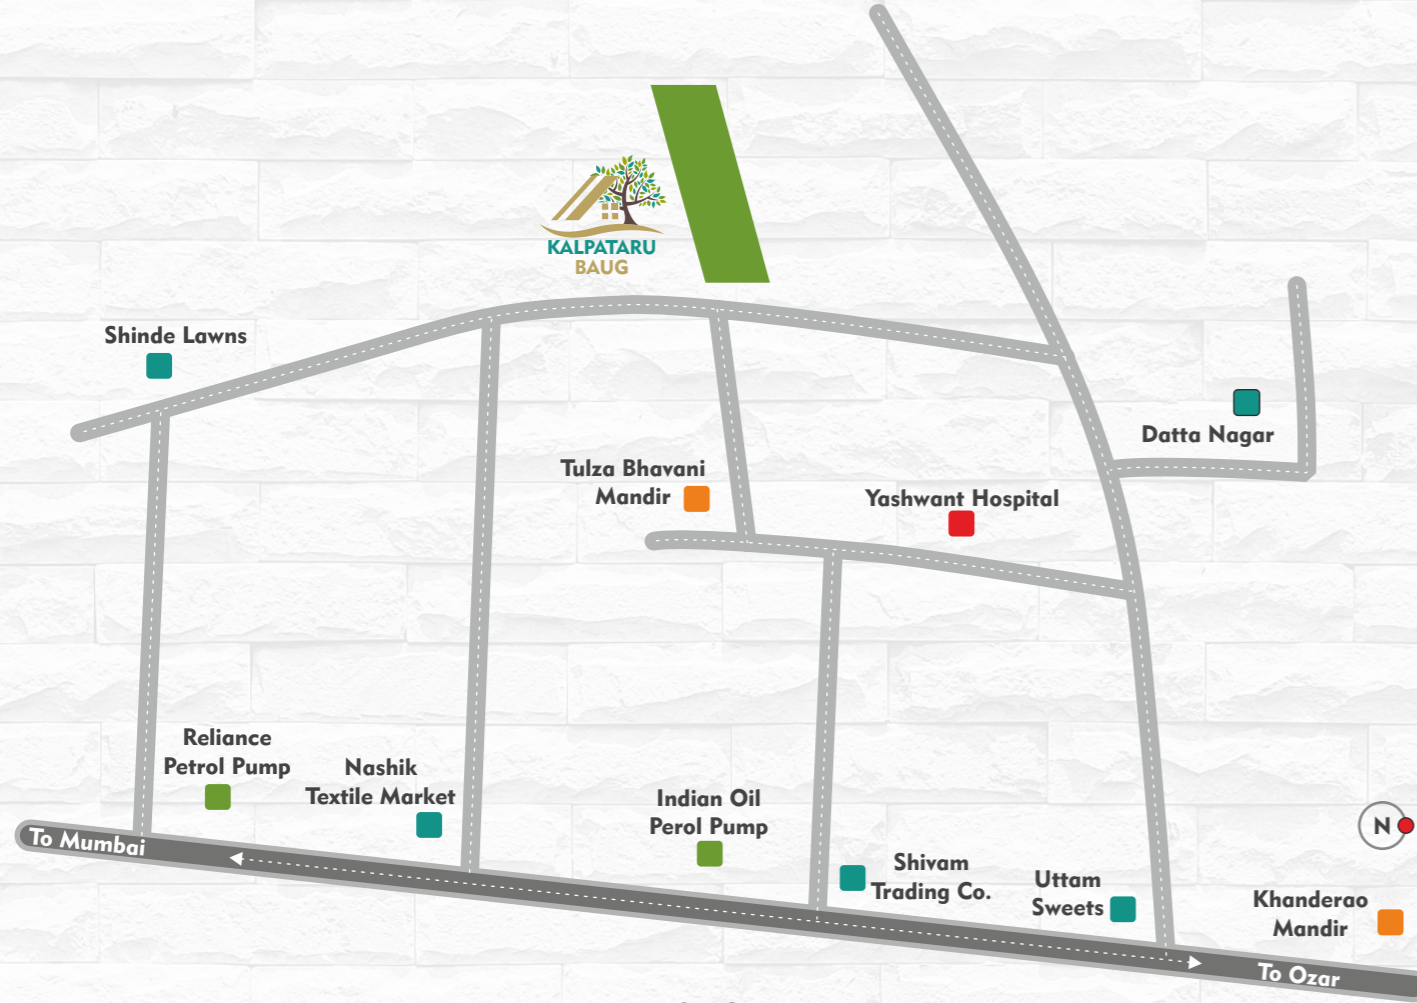 KALPATARU
BAUG
Shinde Lawns
Datta Nagar
Tulza Bhavani
Mandir
Yashwant Hospital
Reliance
Petrol Pump
Nashik
Textile Market
Indian Oil
Perol Pump
Shivam
Trading Co.
Uttam
Sweets
Khanderao
Mandir
N
To Mumbai
To Ozar